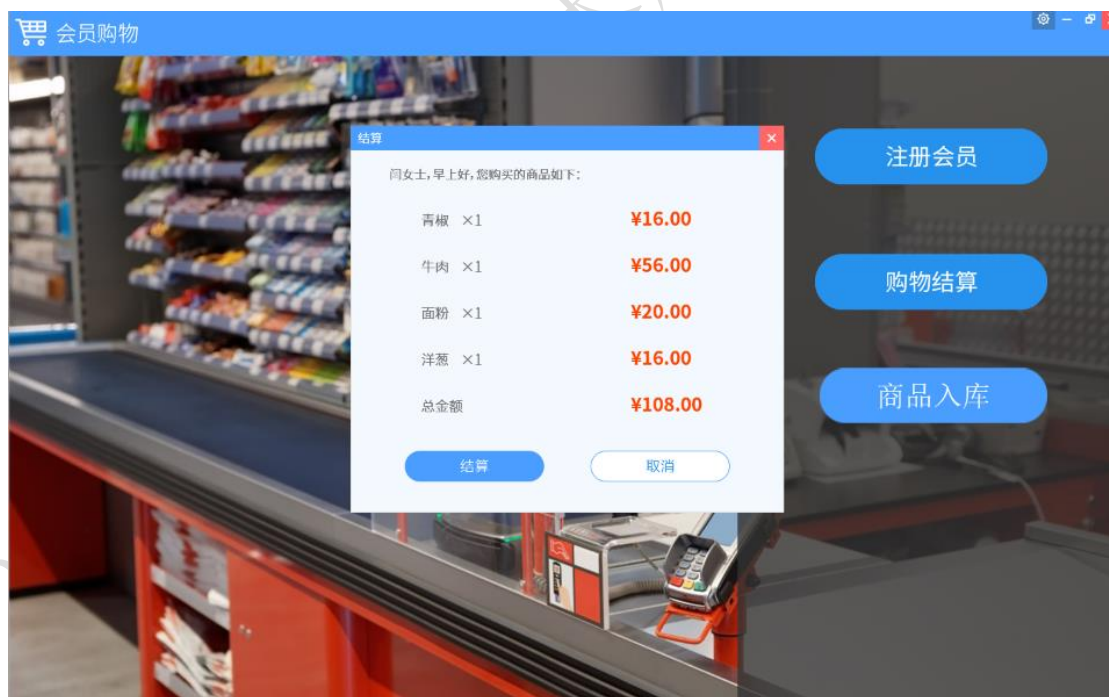 会员购物
结算
闫女士,早上好,您购买的商品如下:
青椒 ×1 ¥16.00
牛肉 ×1 ¥56.00
面粉 ×1 ¥20.00
洋葱 ×1 ¥16.00
总金额 ¥108.00
结算 取消
注册会员
购物结算
商品入库